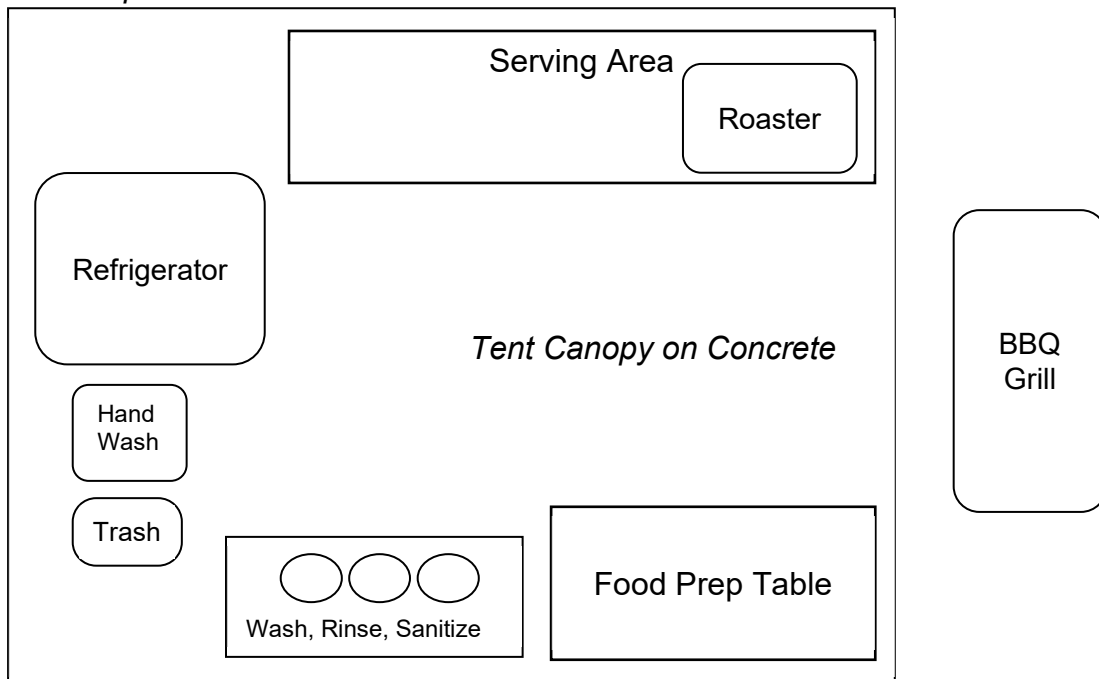 Serving Area
Roaster
Refrigerator
Tent Canopy on Concrete
BBQ
Grill
Hand
Wash
Trash
Food Prep Table
Wash, Rinse, Sanitize